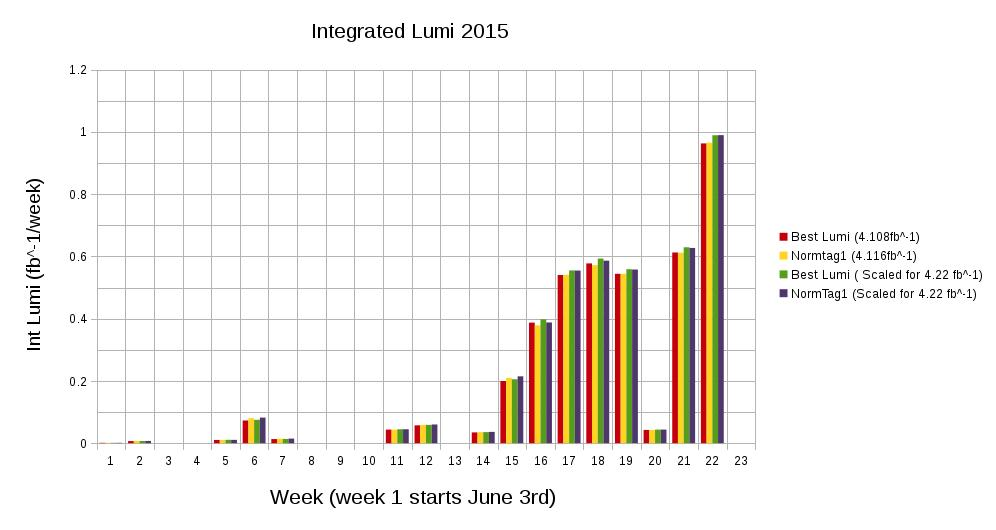 Integrated Lumi 2015
Int Lumi (fb^-1/week)
1.2
1
0.8
0.6
0.4
0.2
0
1 2 3 4 5 6 7 8 9 10 11 12 13 14 15 16 17 18 19 20 21 22 23
Week (week 1 starts June 3rd)
Best Lumi (4.108fb^-1)
Normtag1 (4.116fb^-1)
Best Lumi ( Scaled for 4.22 fb^-1)
NormTag1 (Scaled for 4.22 fb^-1)